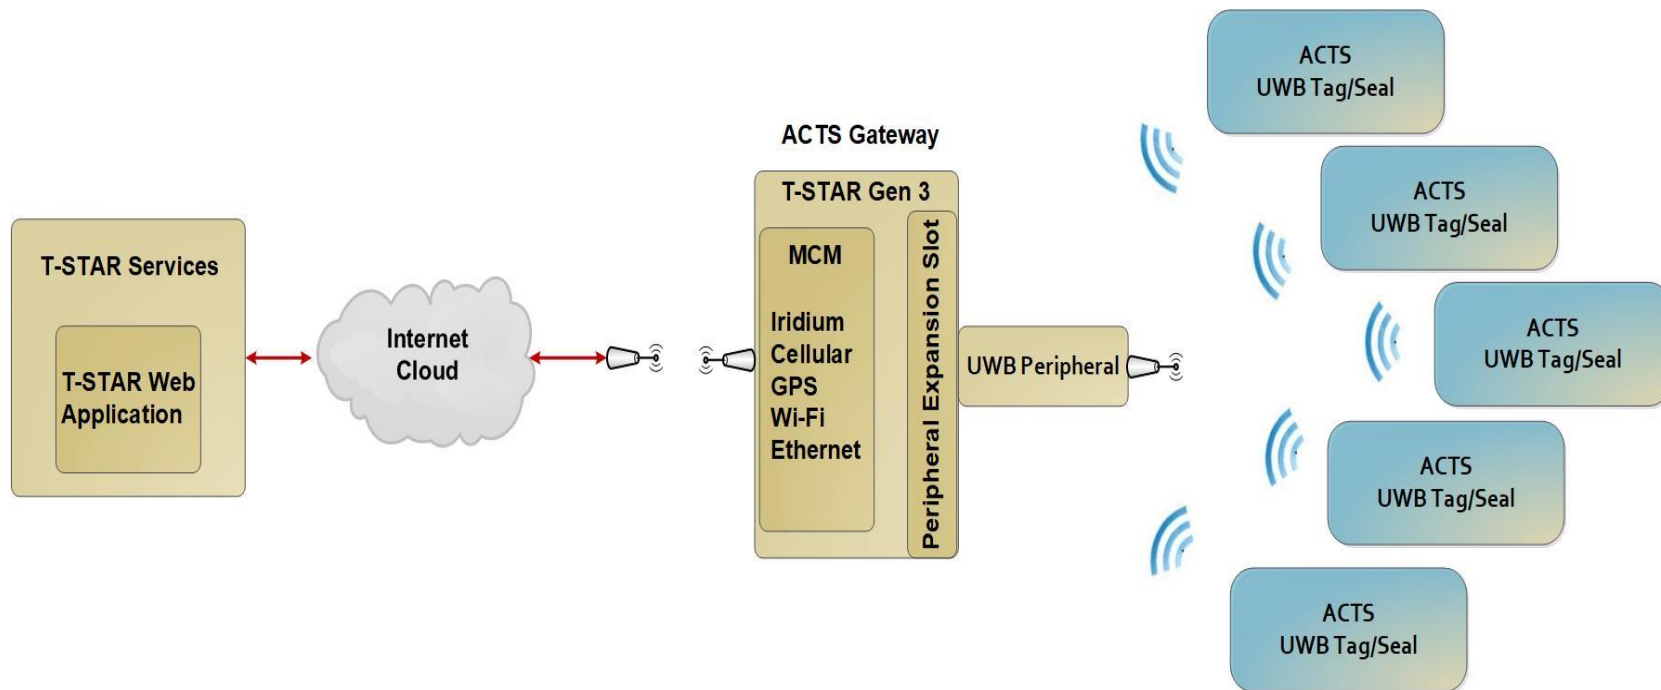 T-STAR Services
T-STAR Web
Application
Internet
Cloud
ACTS Gateway
T-STAR Gen 3
MCM
Iridium
Cellular
GPS
Wi-Fi
Ethernet
Peripheral Expansion Slot
UWB Peripheral
ACTS
UWB Tag/Seal
ACTS
UWB Tag/Seal
ACTS
UWB Tag/Seal
ACTS
UWB Tag/Seal
ACTS
UWB Tag/Seal